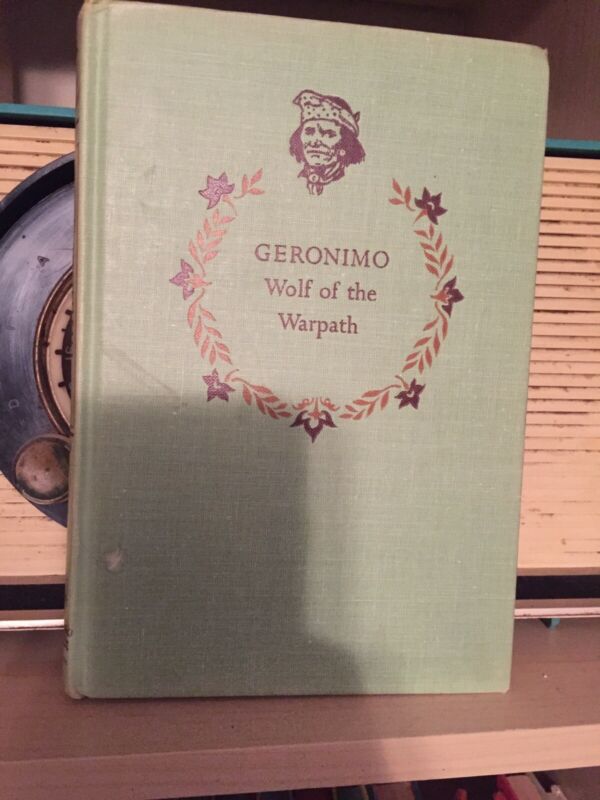 GERONIMO
Wolf of the
Warpath